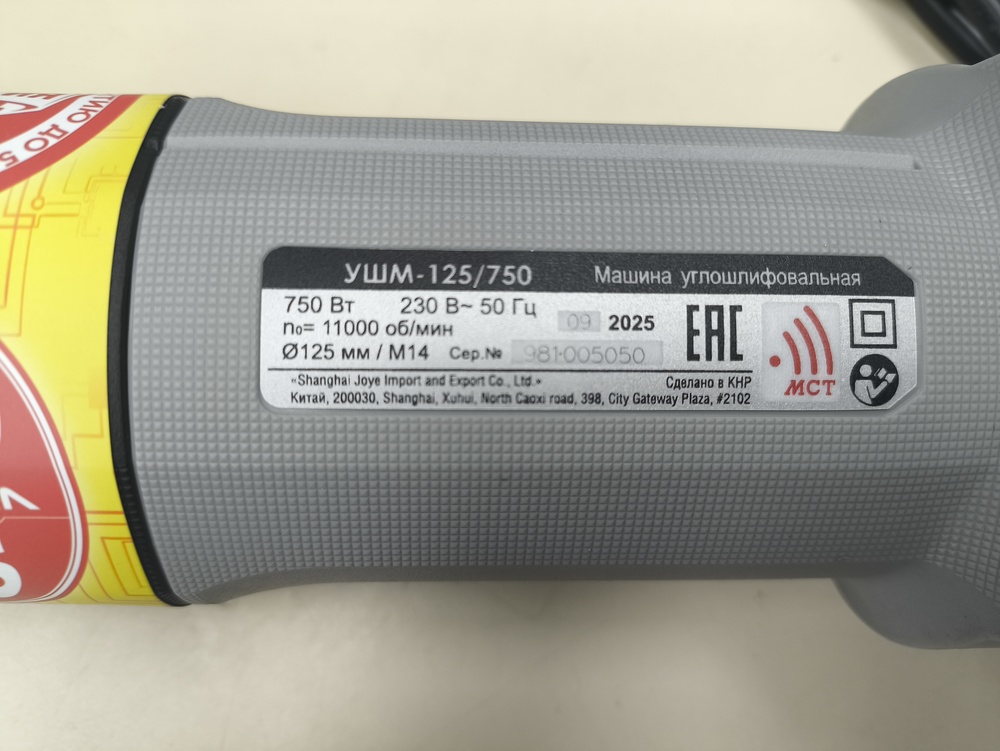 УШМ-125/750 Машина углошлифовальная
750 Вт 230 В~ 50 Гц
n₀= 11000 об/мин 09 2025
Ø125 мм / М14 Сер.№ 981-005050
EAC
МСТ
«Shanghai Joye Import and Export Co., Ltd.» Сделано в КНР
Китай, 200030, Shanghai, Xuhui, North Caoxi road, 398, City Gateway Plaza, #2102
ДО 5